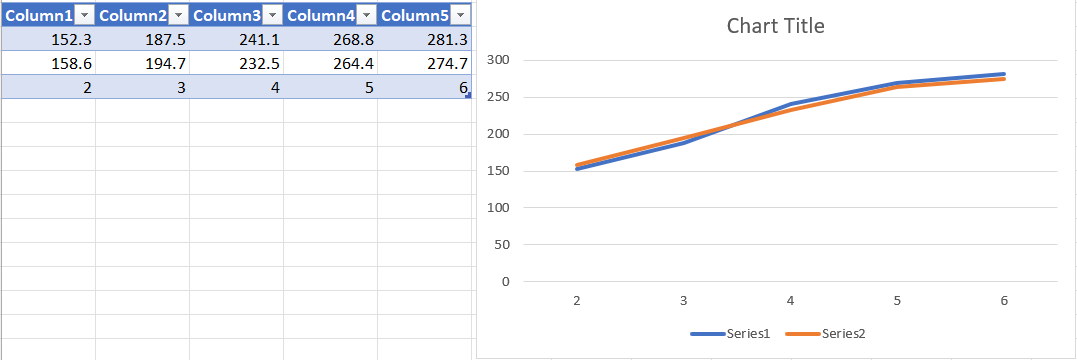 Column1 Column2 Column3 Column4 Column5
152.3 187.5 241.1 268.8 281.3
158.6 194.7 232.5 264.4 274.7
2 3 4 5 6
Chart Title
300
250
200
150
100
50
0
2 3 4 5 6
Series1 Series2